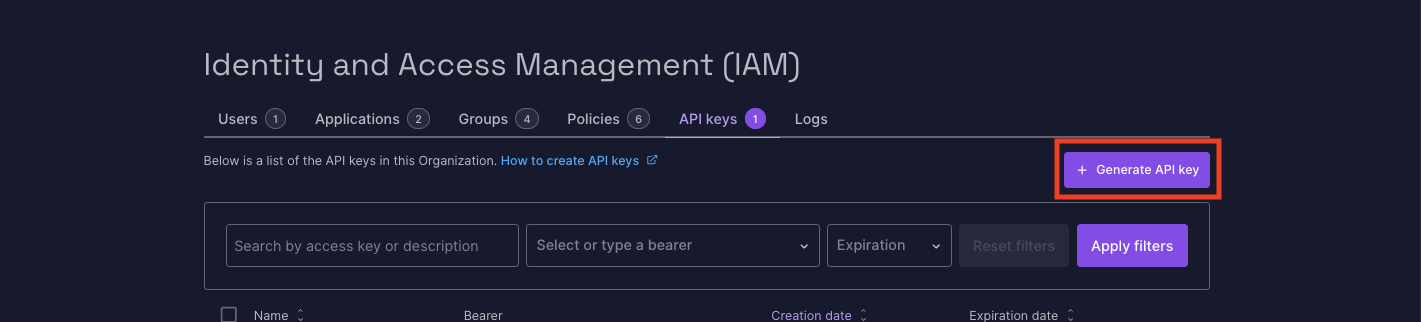 Identity and Access Management (IAM)
Users 1 Applications 2 Groups 4 Policies 6 API keys 1 Logs
Below is a list of the API keys in this Organization. How to create API keys
+ Generate API key
Search by access key or description Select or type a bearer Expiration Reset filters Apply filters
Name Bearer Creation date Expiration date